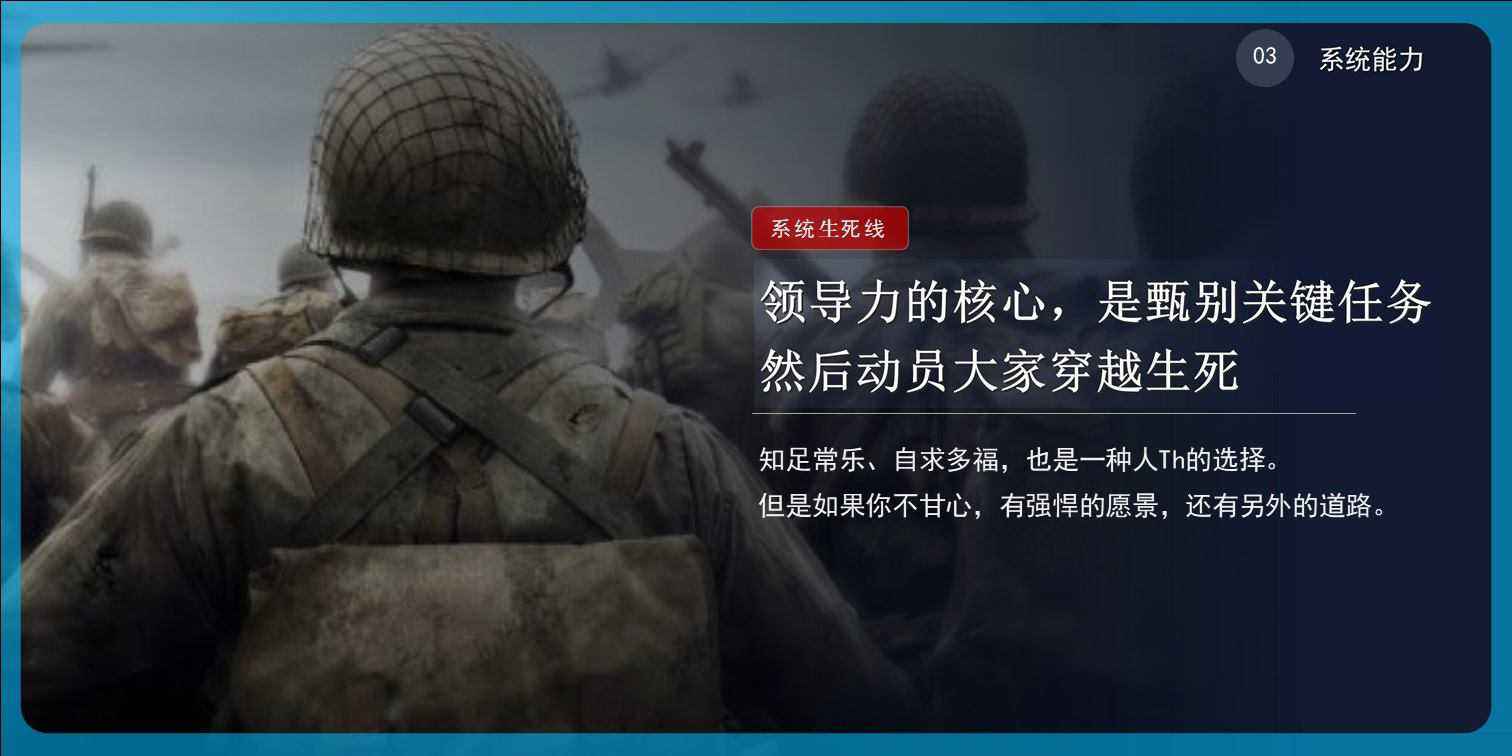 03 系统能力
系统生死线
领导力的核心，是甄别关键任务
然后动员大家穿越生死
知足常乐、自求多福，也是一种人Th的选择。
但是如果你不甘心，有强悍的愿景，还有另外的道路。